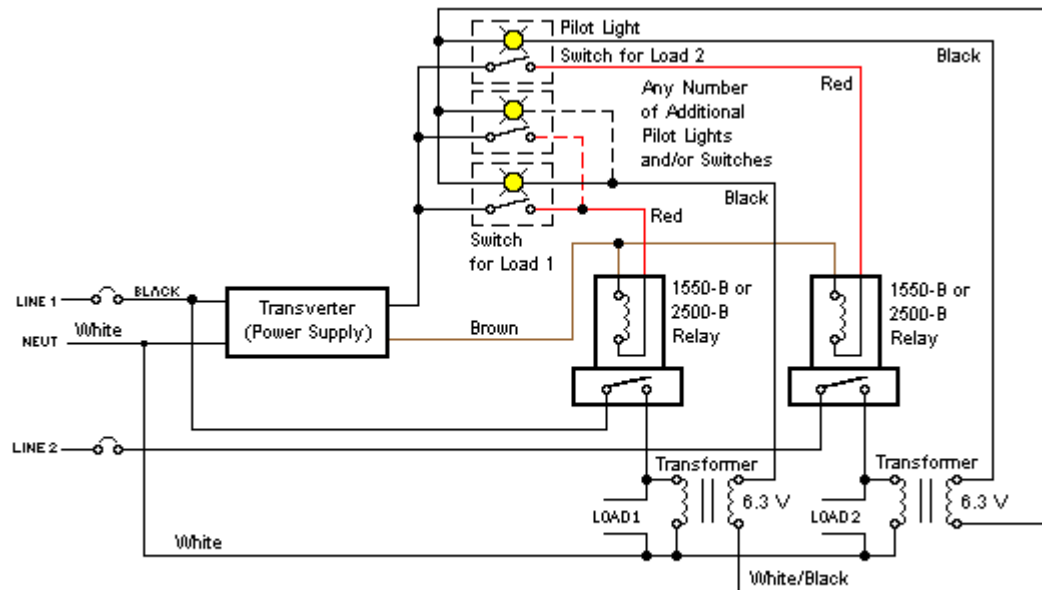 Pilot Light
Switch for Load 2
Black
Red
Any Number
of Additional
Pilot Lights
and/or Switches
Black
Red
Switch
for Load 1
LINE 1
BLACK
Transverter
(Power Supply)
White
NEUT
Brown
1550-B or
2500-B
Relay
1550-B or
2500-B
Relay
LINE 2
Transformer
Transformer
6.3 V
6.3 V
LOAD1
LOAD2
White
White/Black